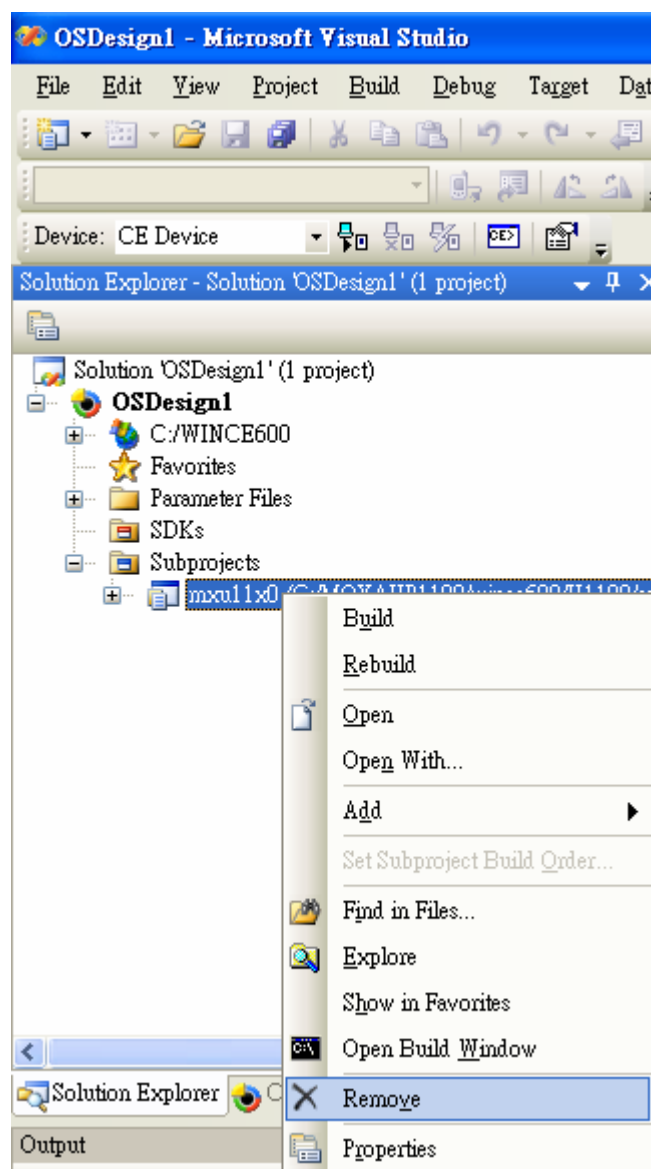 OSDesign1 - Microsoft Visual Studio
File Edit View Project Build Debug Target Dat
Device: CE Device
Solution Explorer - Solution 'OSDesign1' (1 project)
Solution 'OSDesign1' (1 project)
OSDesign1
C:/WINCE600
Favorites
Parameter Files
SDKs
Subprojects
mxu11x0
Build
Rebuild
Open
Open With...
Add
Set Subproject Build Order...
Find in Files...
Explore
Show in Favorites
Open Build Window
Solution Explorer C
Remove
Output
Properties